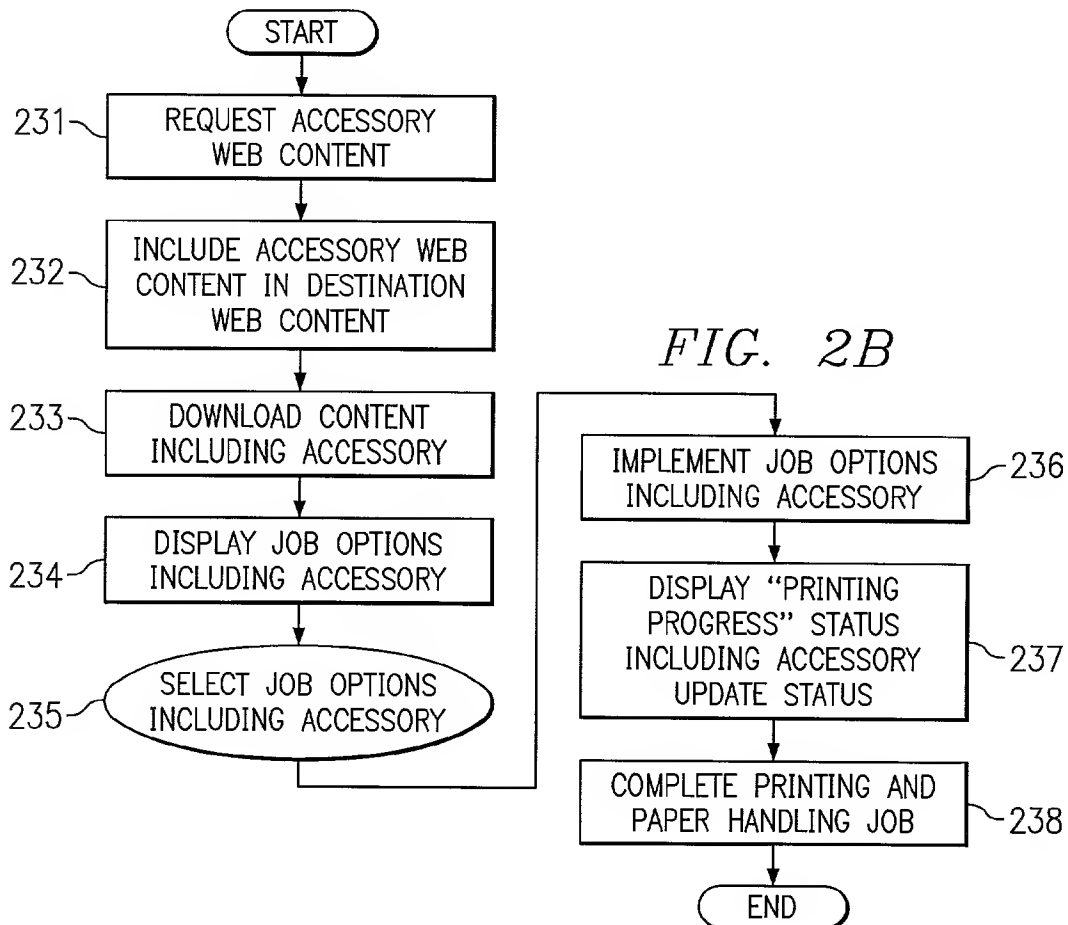 START
231
REQUEST ACCESSORY
WEB CONTENT
232
INCLUDE ACCESSORY WEB
CONTENT IN DESTINATION
WEB CONTENT
233
DOWNLOAD CONTENT
INCLUDING ACCESSORY
234
DISPLAY JOB OPTIONS
INCLUDING ACCESSORY
235
SELECT JOB OPTIONS
INCLUDING ACCESSORY
FIG. 2B
IMPLEMENT JOB OPTIONS
INCLUDING ACCESSORY
236
DISPLAY “PRINTING
PROGRESS” STATUS
INCLUDING ACCESSORY
UPDATE STATUS
237
COMPLETE PRINTING AND
PAPER HANDLING JOB
238
END